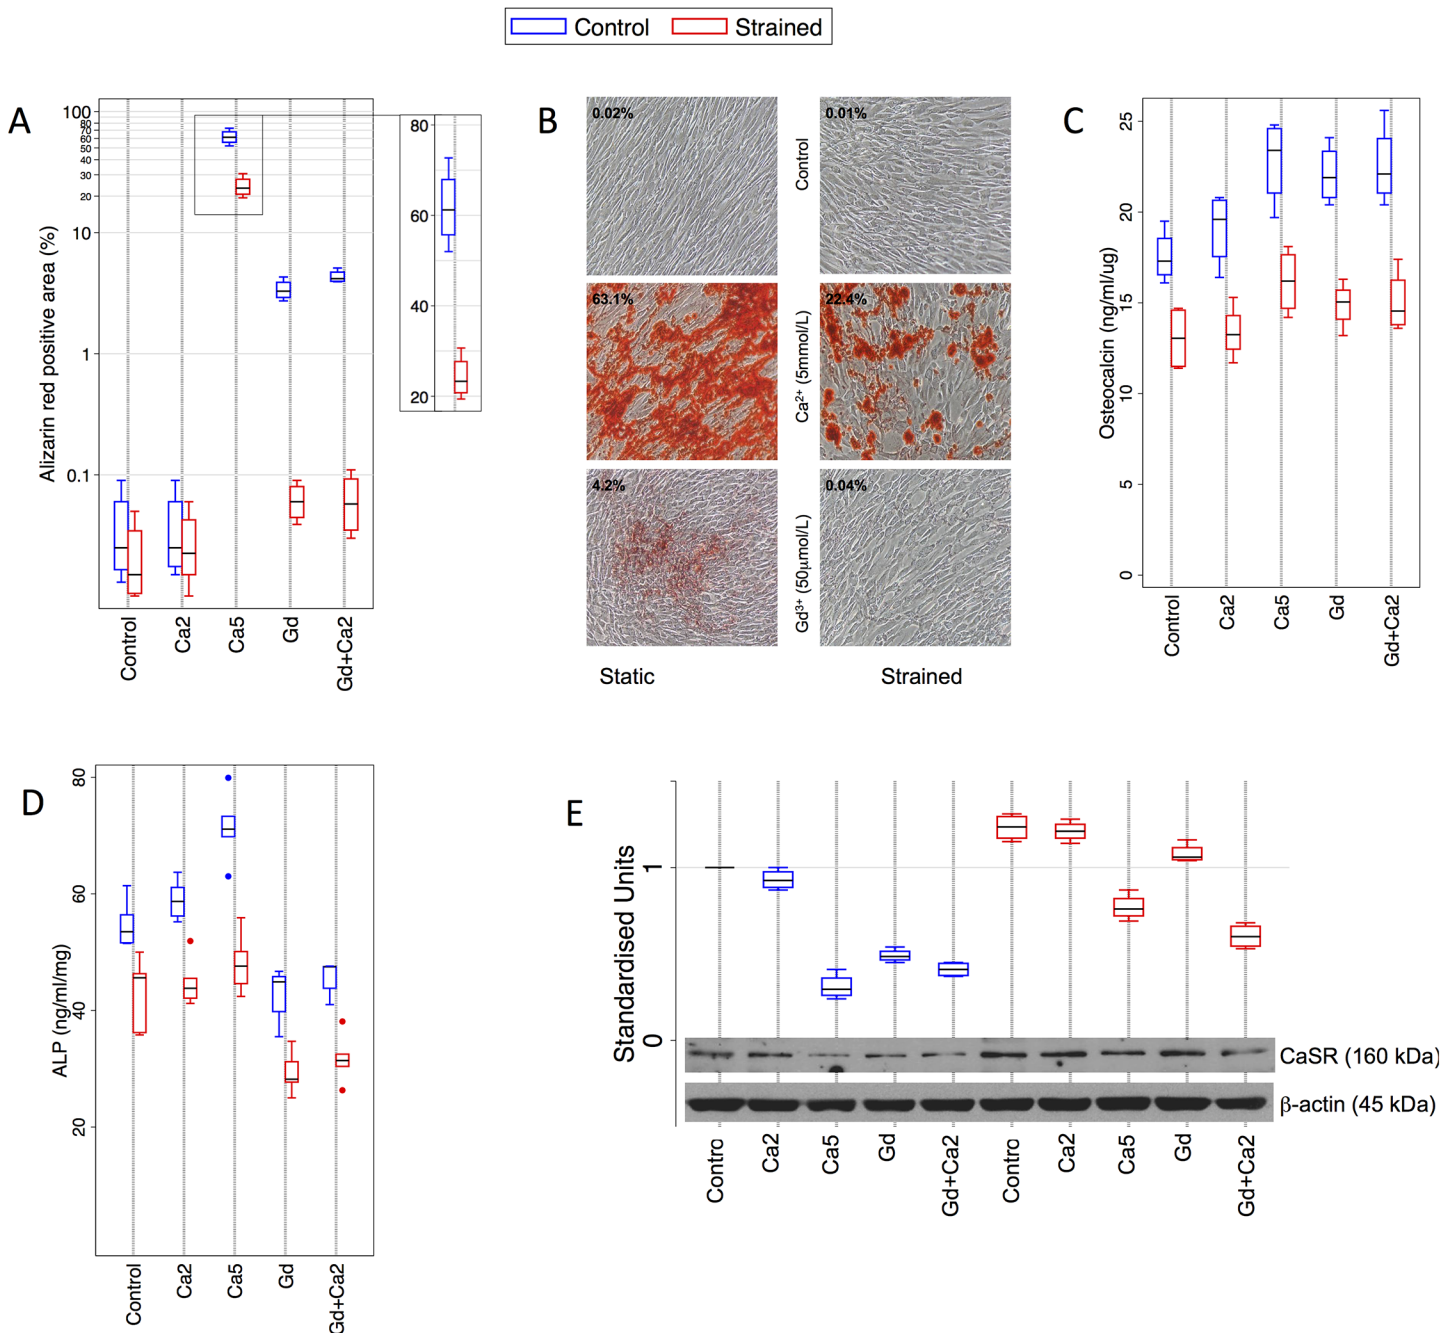 Control Strained
A
Alizarin red positive area (%)
100
80
70
60
50
40
30
20
10
1
0.1
Control Ca2 Ca5 Gd Gd+Ca2
80
60
40
20
B
0.02% 0.01%
Control
63.1% 22.4%
Ca²⁺ (5mmol/L)
4.2% 0.04%
Gd³⁺ (50µmol/L)
Static Strained
C
Osteocalcin (ng/ml/ug)
25
20
15
10
5
0
Control Ca2 Ca5 Gd Gd+Ca2
D
ALP (ng/ml/mg)
80
60
40
20
Control Ca2 Ca5 Gd Gd+Ca2
E
Standardised Units
1
0
CaSR (160 kDa)
β-actin (45 kDa)
Contro Ca2 Ca5 Gd Gd+Ca2 Contro Ca2 Ca5 Gd Gd+Ca2